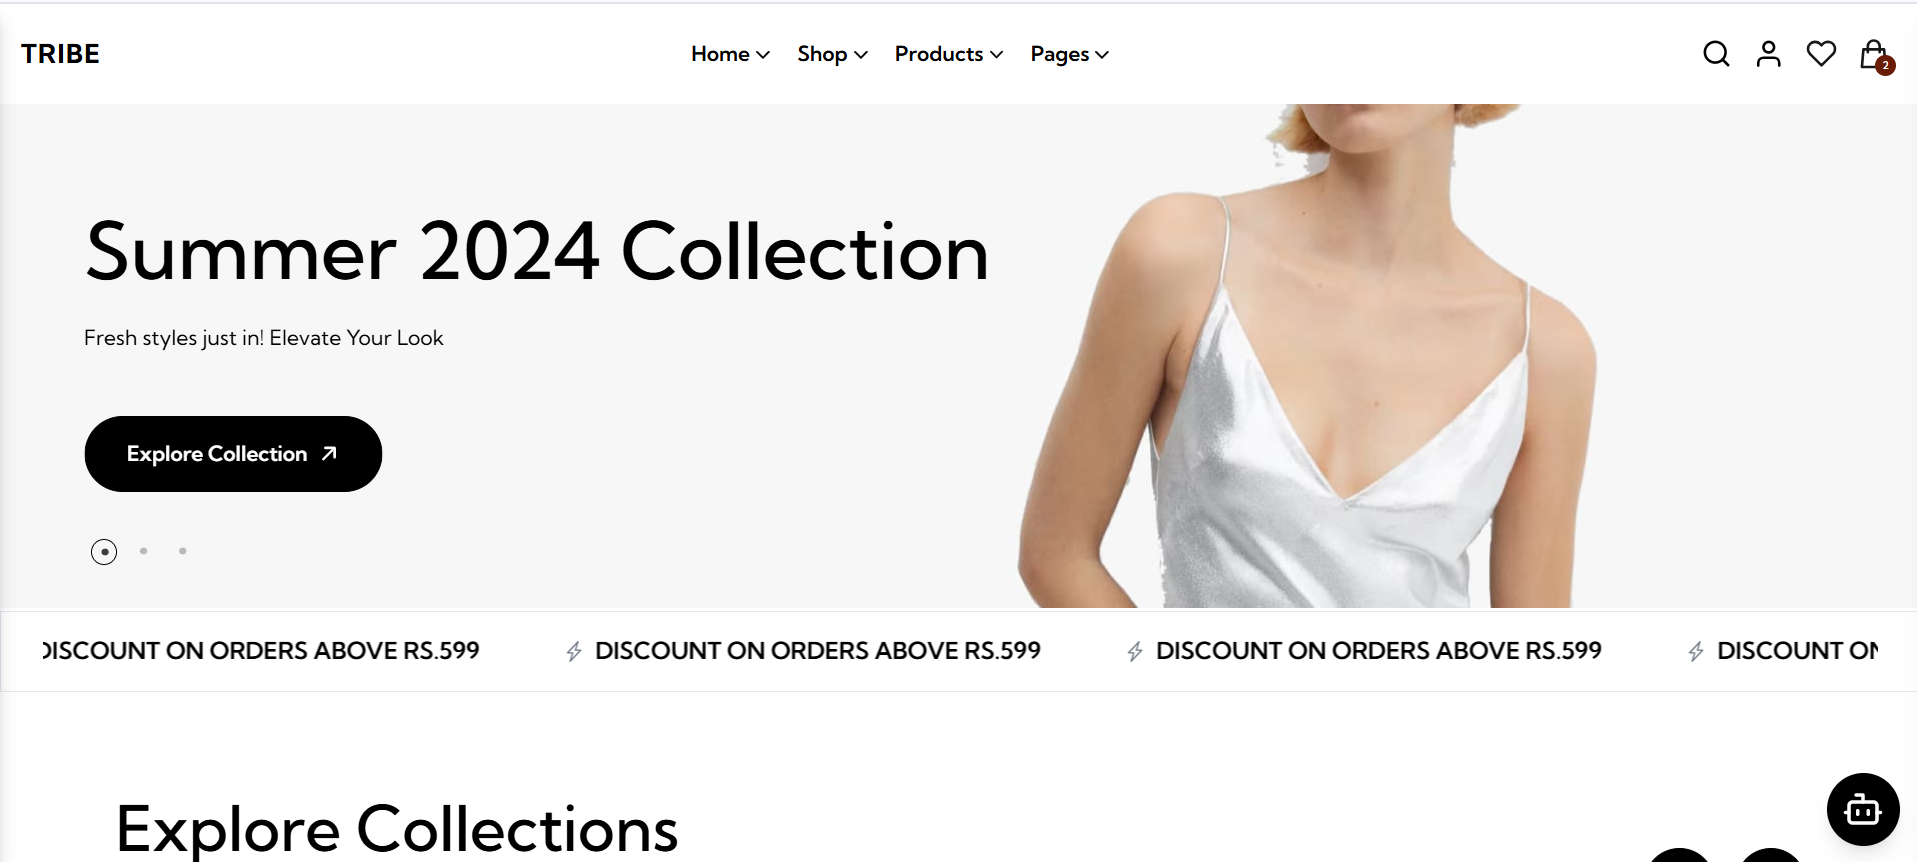 TRIBE
Home Shop Products Pages
2
Summer 2024 Collection
Fresh styles just in! Elevate Your Look
Explore Collection
DISCOUNT ON ORDERS ABOVE RS.599 DISCOUNT ON ORDERS ABOVE RS.599 DISCOUNT ON ORDERS ABOVE RS.599 DISCOUNT ON
Explore Collections